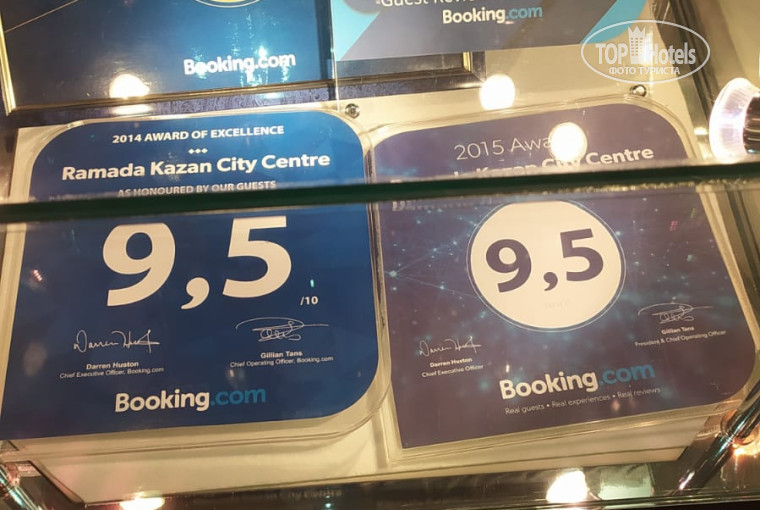 Booking.com
Guest Revie
Booking.com
TOP Hotels
ФОТО ТУРИСТА
2014 AWARD OF EXCELLENCE
Ramada Kazan City Centre
AS HONOURED BY OUR GUESTS
9,5
/10
Darren Huston
Chief Executive Officer, Booking.com
Gillian Tans
Chief Operating Officer, Booking.com
Booking.com
2015 Awa
Kazan City Centre
9,5
Darren Huston
Chief Executive Officer
Gillian Tans
President & Chief Operating Officer
Booking.com
Real guests • Real experiences • Real reviews